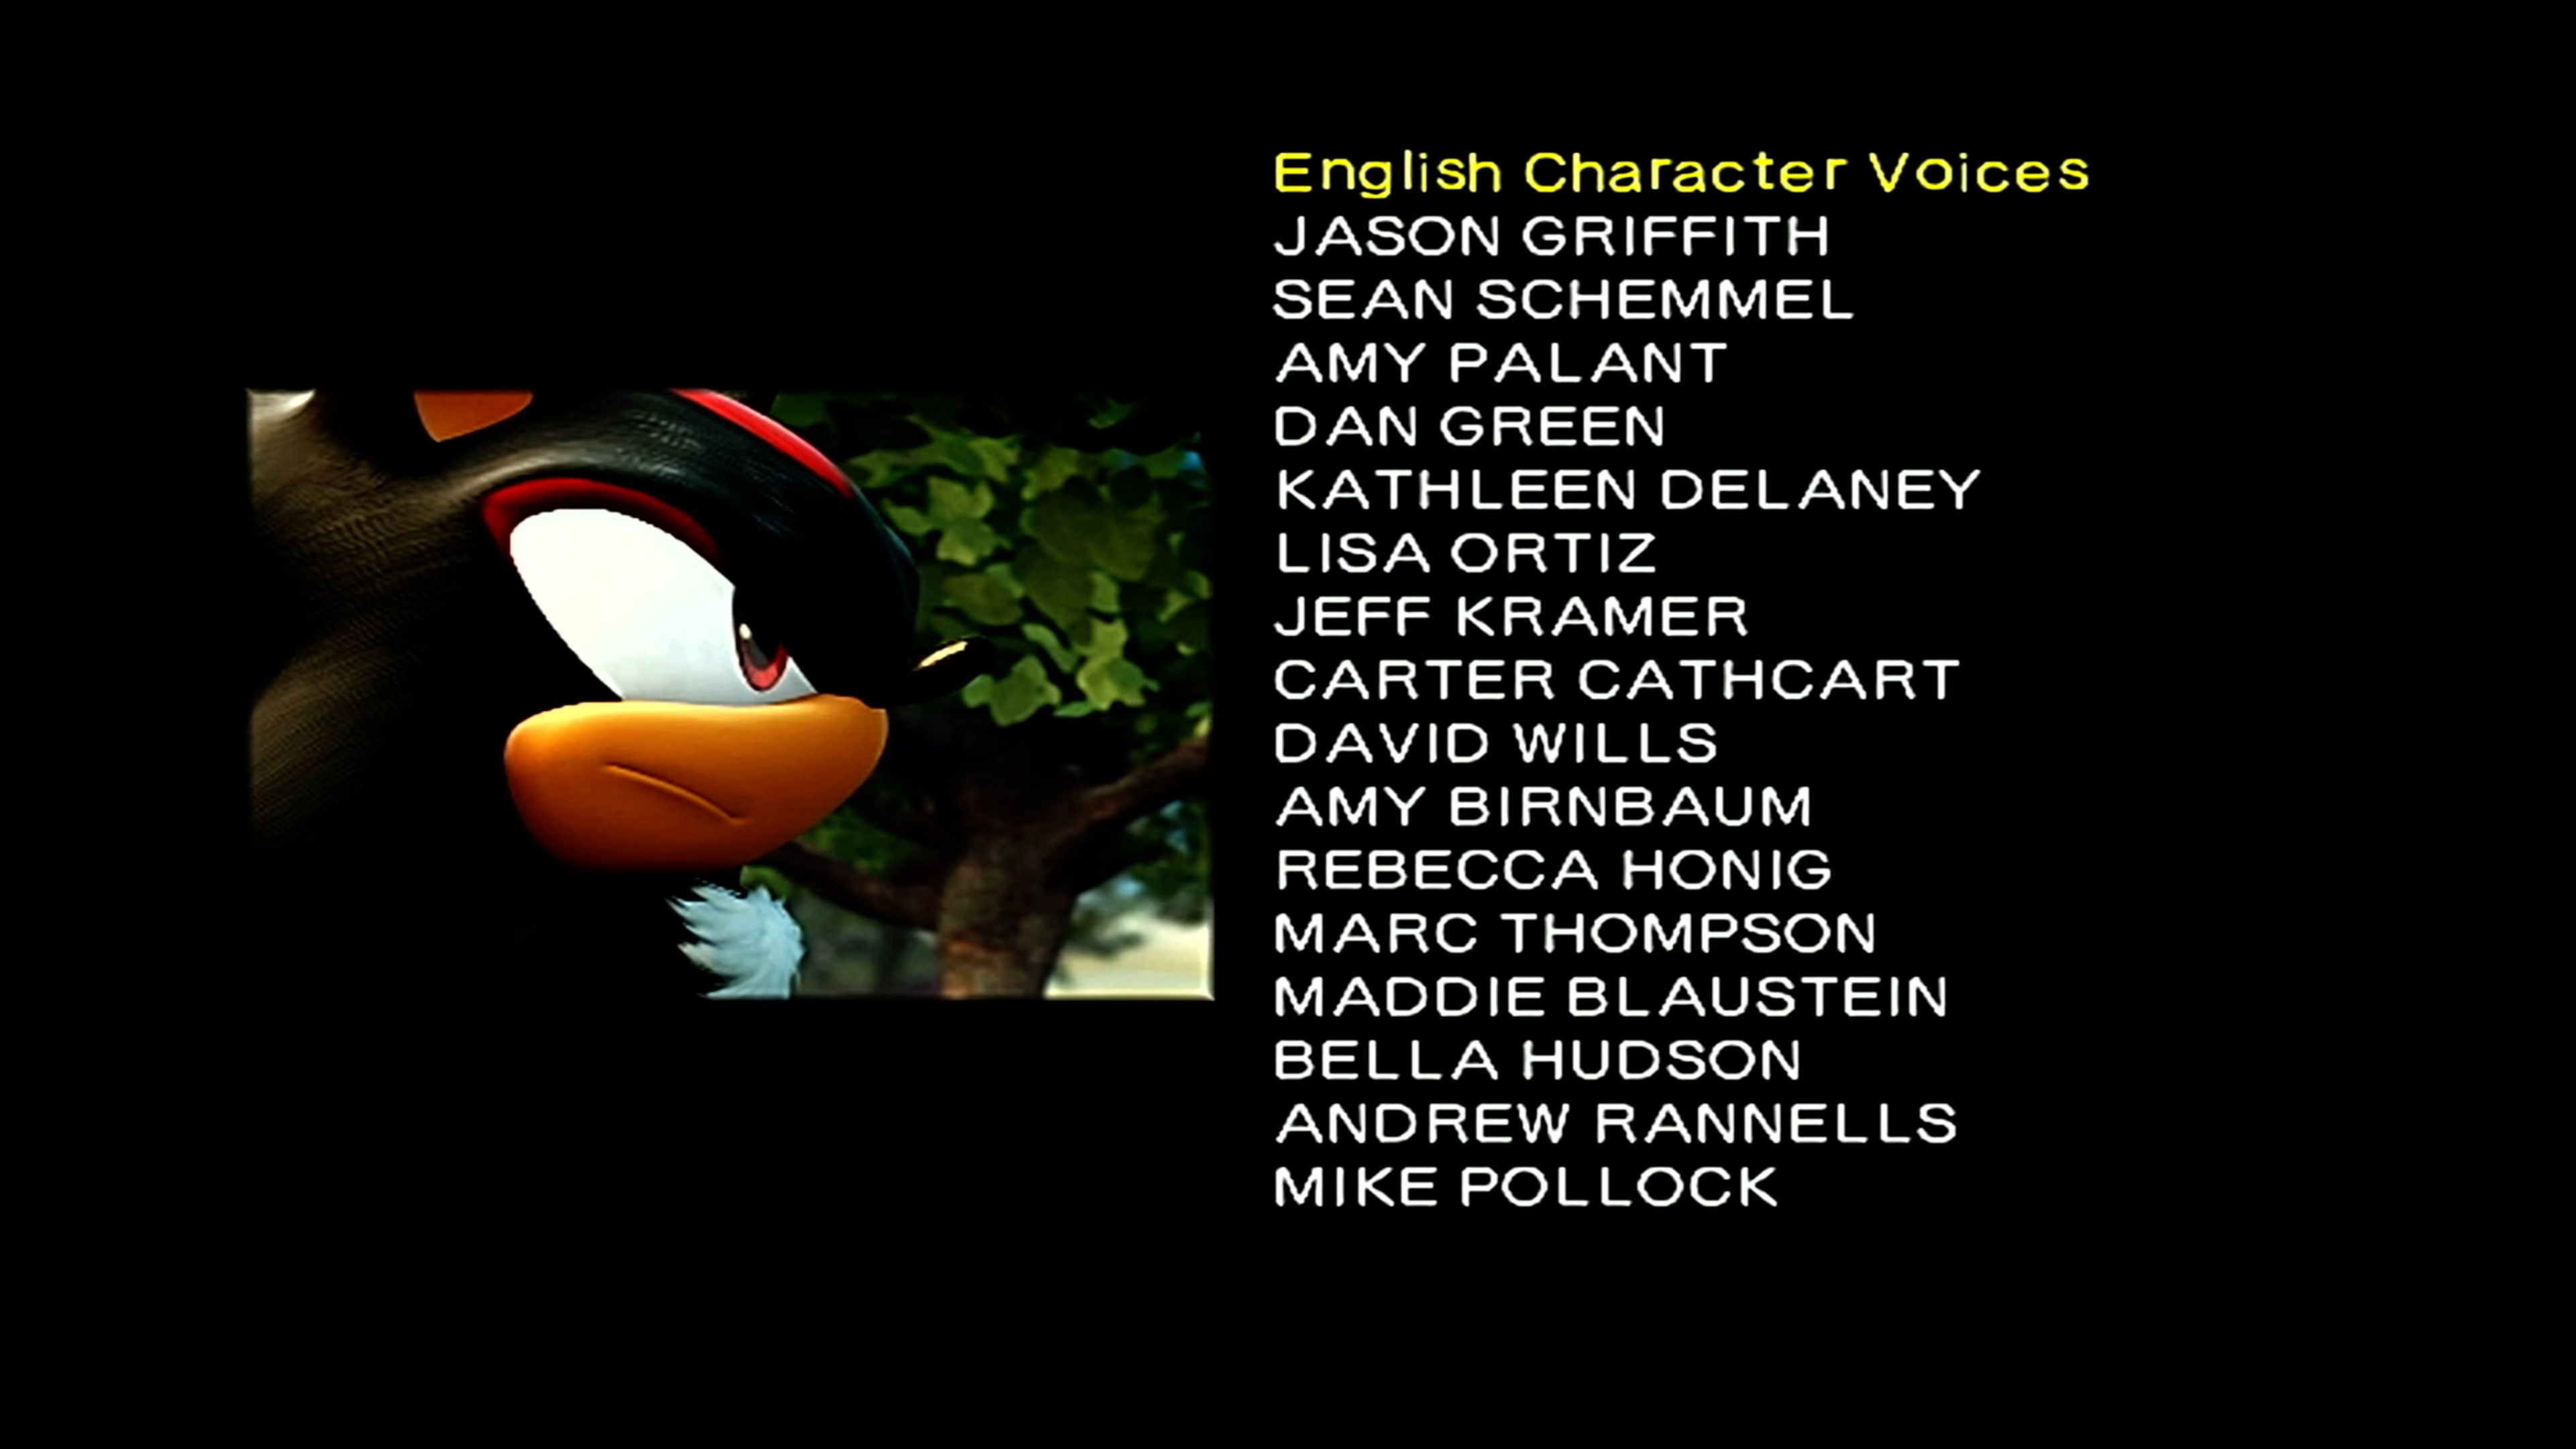 English Character Voices
JASON GRIFFITH
SEAN SCHEMMEL
AMY PALANT
DAN GREEN
KATHLEEN DELANEY
LISA ORTIZ
JEFF KRAMER
CARTER CATHCART
DAVID WILLS
AMY BIRNBAUM
REBECCA HONIG
MARC THOMPSON
MADDIE BLAUSTEIN
BELLA HUDSON
ANDREW RANNELLS
MIKE POLLOCK